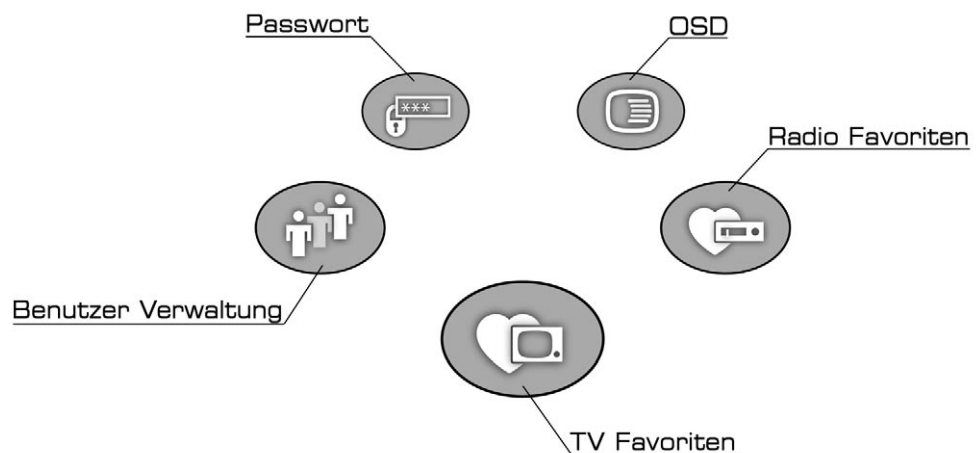 Passwort
OSD
***
Radio Favoriten
Benutzer Verwaltung
TV Favoriten